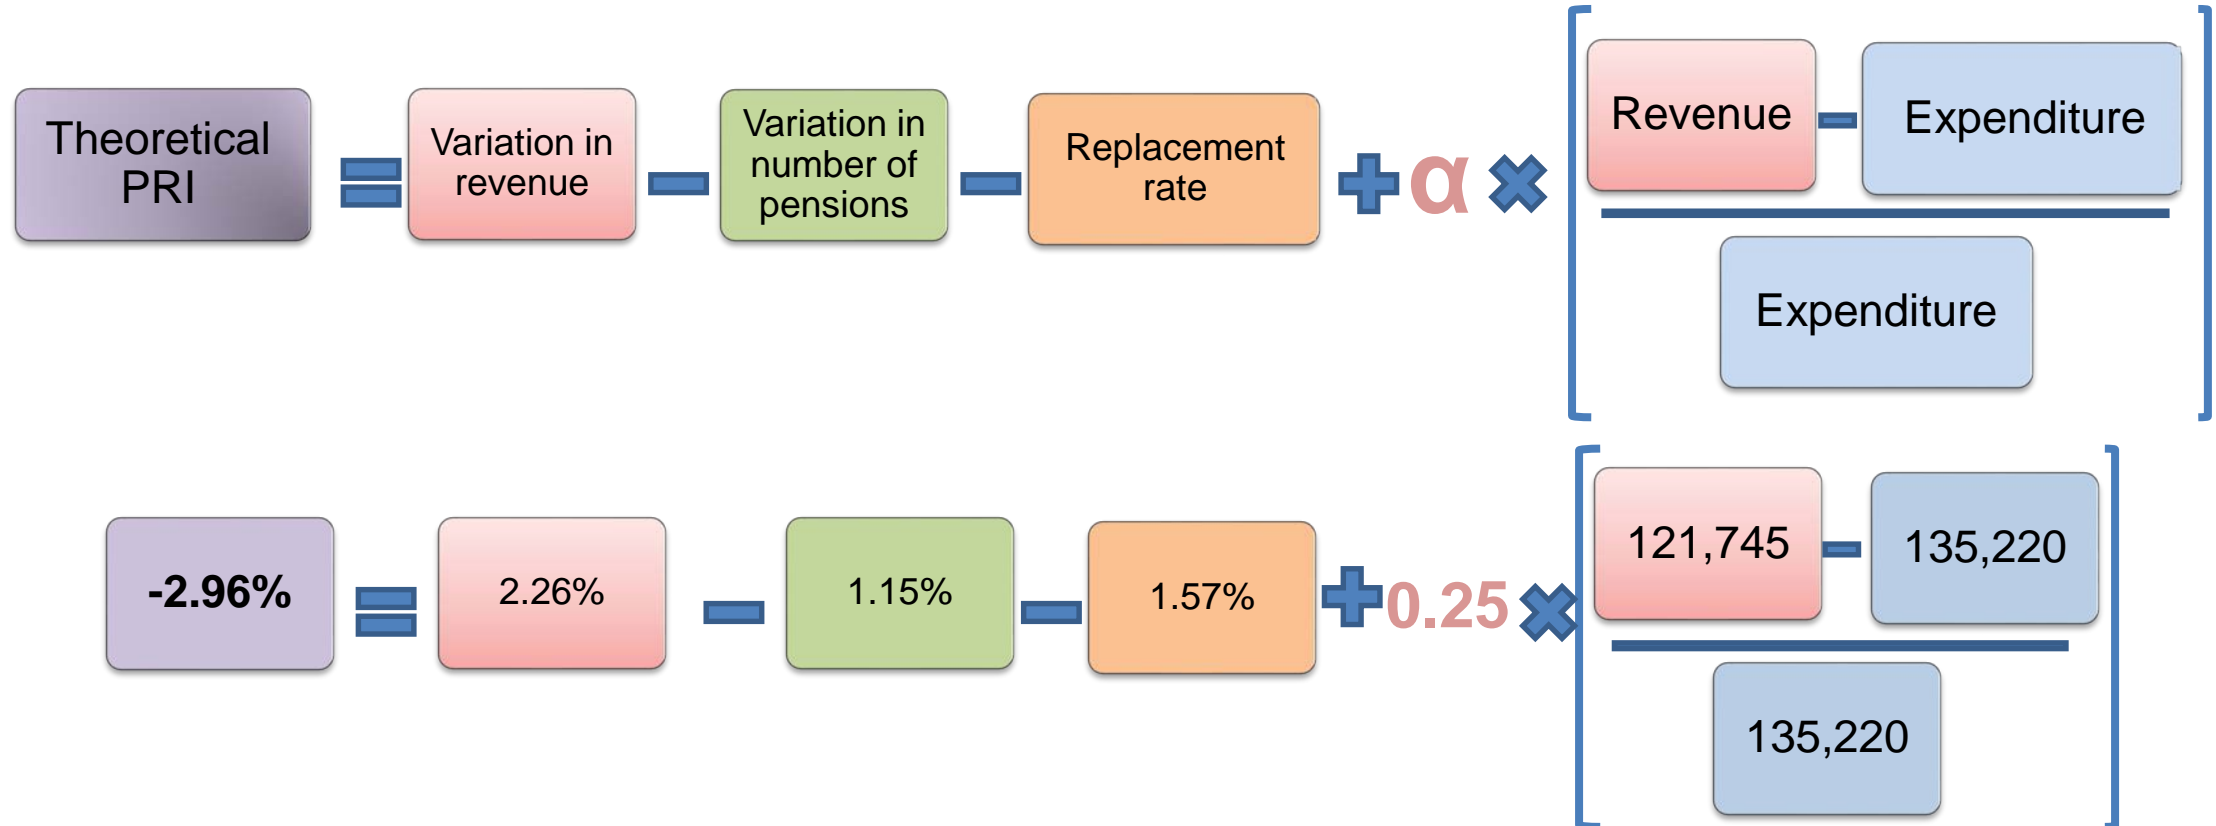 Theoretical
PRI
Variation in
revenue
Variation in
number of
pensions
Replacement
rate
α
Revenue
Expenditure
Expenditure
-2.96%
2.26%
1.15%
1.57%
0.25
121,745
135,220
135,220